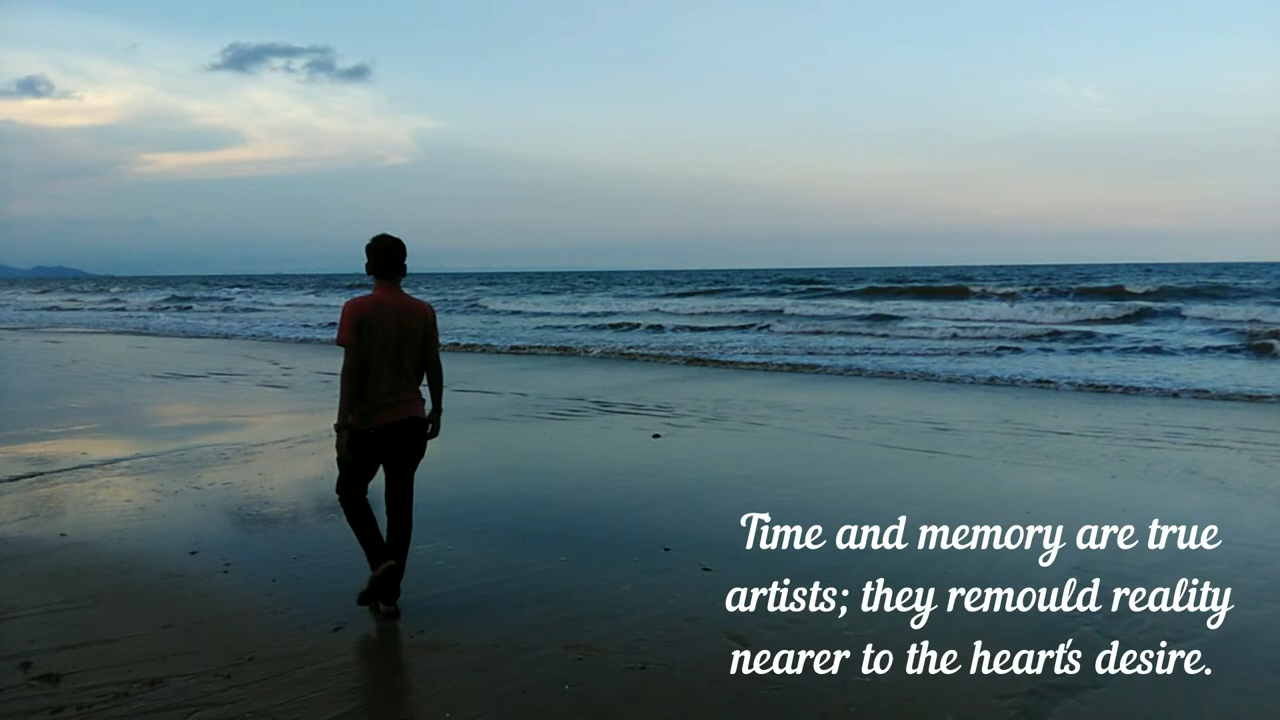 Time and memory are true
artists; they remould reality
nearer to the heart's desire.